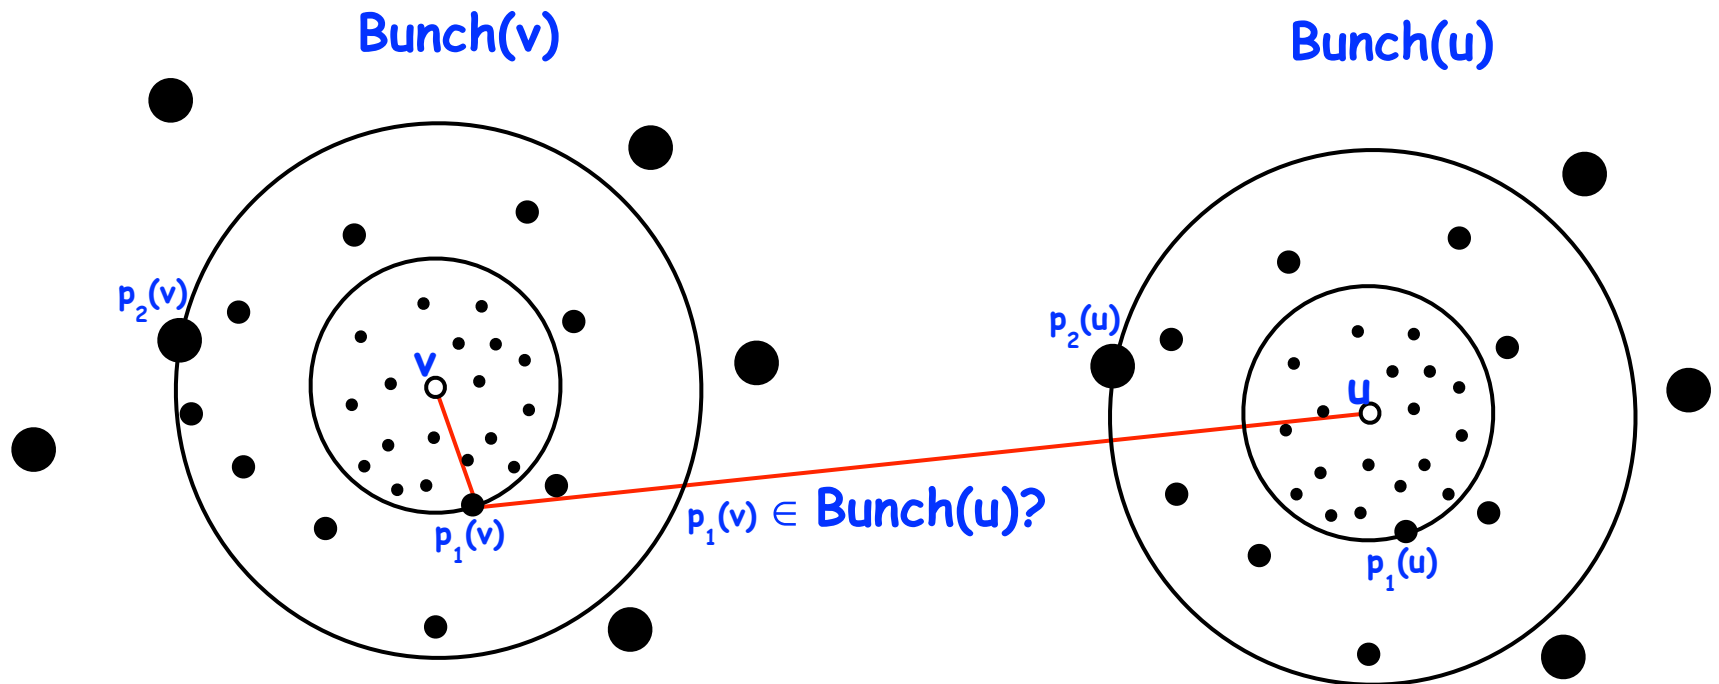 Bunch(v)
Bunch(u)
p₂(v)
p₂(u)
v
u
p₁(v) ∈ Bunch(u)?
p₁(v)
p₁(u)